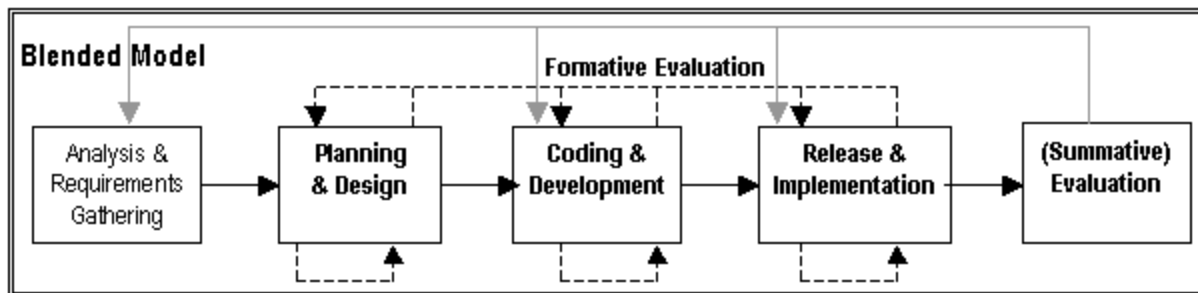 Blended Model
Formative Evaluation
Analysis &
Requirements
Gathering
Planning
& Design
Coding &
Development
Release &
Implementation
(Summative)
Evaluation